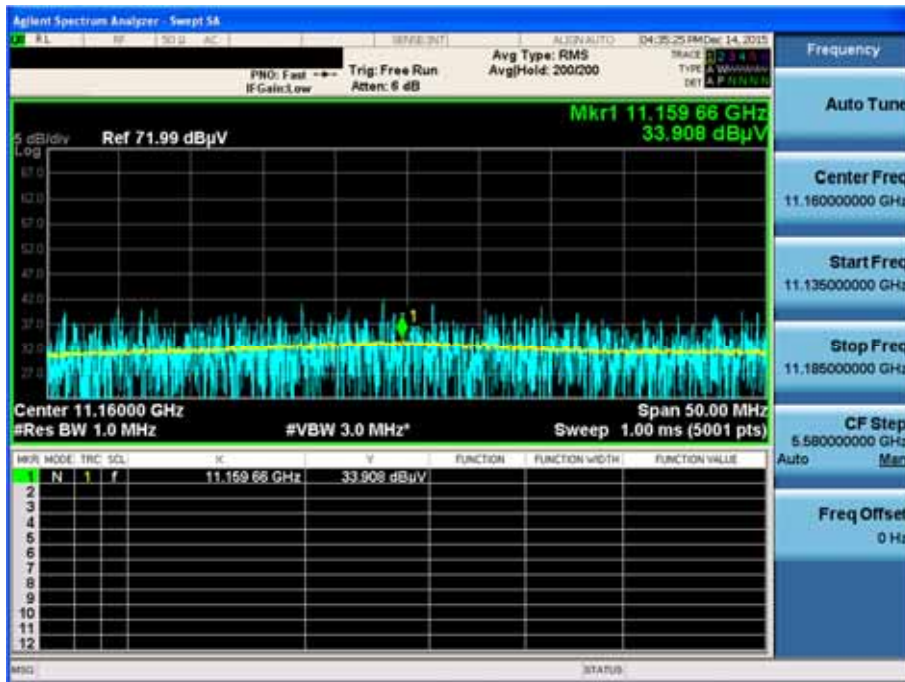 Agilent Spectrum Analyzer - Swept SA
RL RF 50 Ω AC SENSE:INT ALIGN AUTO 04:35:25 PM Dec 14, 2015
PNO: Fast
IFGain:Low
Trig: Free Run
Atten: 6 dB
Avg Type: RMS
Avg|Hold: 200/200
TRACE 1 2 3 4 5 6
TYPE A W
DET A P N N N N
Mkr1 11.159 66 GHz
33.908 dBµV
5 dB/div
Log
Ref 71.99 dBµV
67.0
62.0
57.0
52.0
47.0
42.0
37.0
32.0
27.0
1
Center 11.16000 GHz
#Res BW 1.0 MHz
#VBW 3.0 MHz*
Span 50.00 MHz
Sweep 1.00 ms (5001 pts)
MKR MODE TRC SCL X Y FUNCTION FUNCTION WIDTH FUNCTION VALUE
1 N 1 f 11.159 66 GHz 33.908 dBµV
2
3
4
5
6
7
8
9
10
11
12
MSG STATUS
Frequency
Auto Tune
Center Freq
11.160000000 GHz
Start Freq
11.135000000 GHz
Stop Freq
11.185000000 GHz
CF Step
5.580000000 GHz
Auto Man
Freq Offset
0 Hz